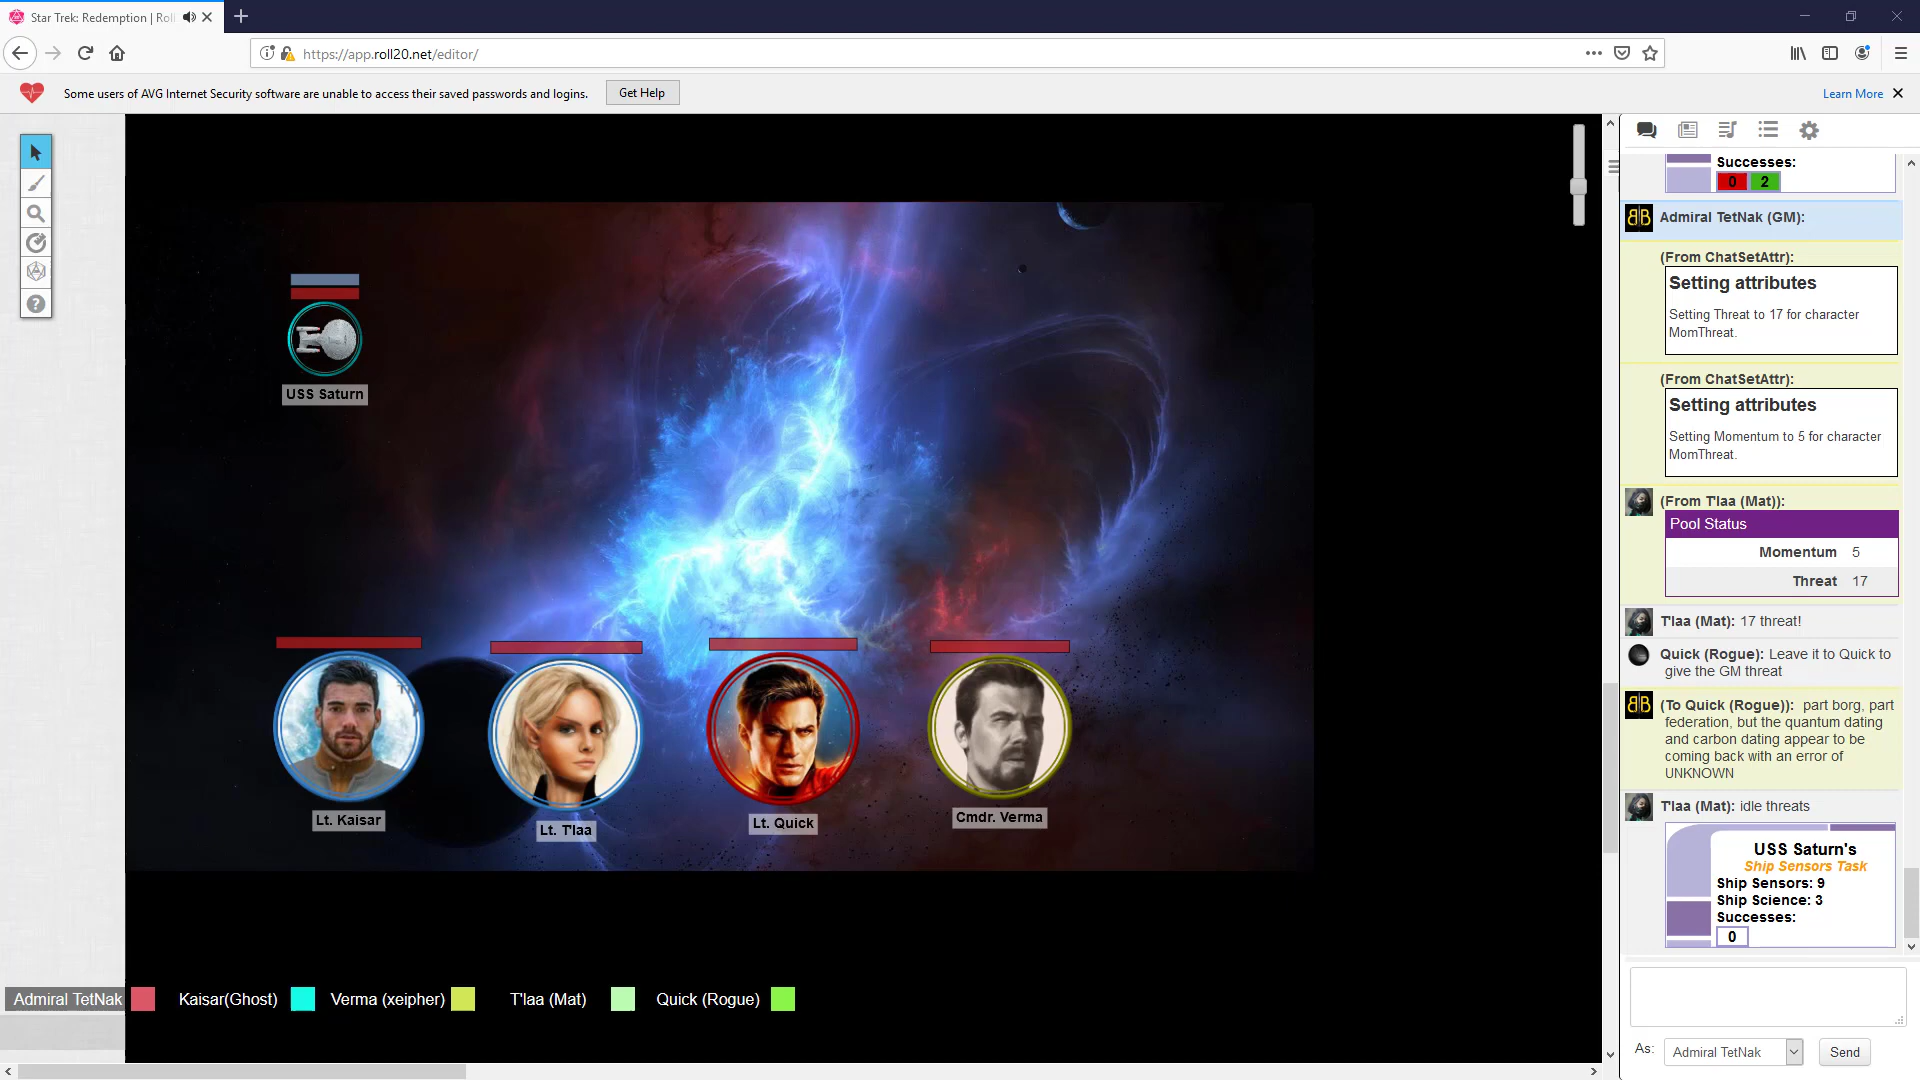 Star Trek: Redemption | Roll
https://app.roll20.net/editor/
Some users of AVG Internet Security software are unable to access their saved passwords and logins.
Get Help
Learn More
USS Saturn
Lt. Kaisar
Lt. T'laa
Lt. Quick
Cmdr. Verma
Admiral TetNak
Kaisar(Ghost)
Verma (xeipher)
T'laa (Mat)
Quick (Rogue)
Successes:
0 2
Admiral TetNak (GM):
(From ChatSetAttr):
Setting attributes
Setting Threat to 17 for character
MomThreat.
(From ChatSetAttr):
Setting attributes
Setting Momentum to 5 for character
MomThreat.
(From T'laa (Mat)):
Pool Status
Momentum 5
Threat 17
T'laa (Mat): 17 threat!
Quick (Rogue): Leave it to Quick to
give the GM threat
(To Quick (Rogue)): part borg, part
federation, but the quantum dating
and carbon dating appear to be
coming back with an error of
UNKNOWN
T'laa (Mat): idle threats
USS Saturn's
Ship Sensors Task
Ship Sensors: 9
Ship Science: 3
Successes:
0
As:
Admiral TetNak
Send